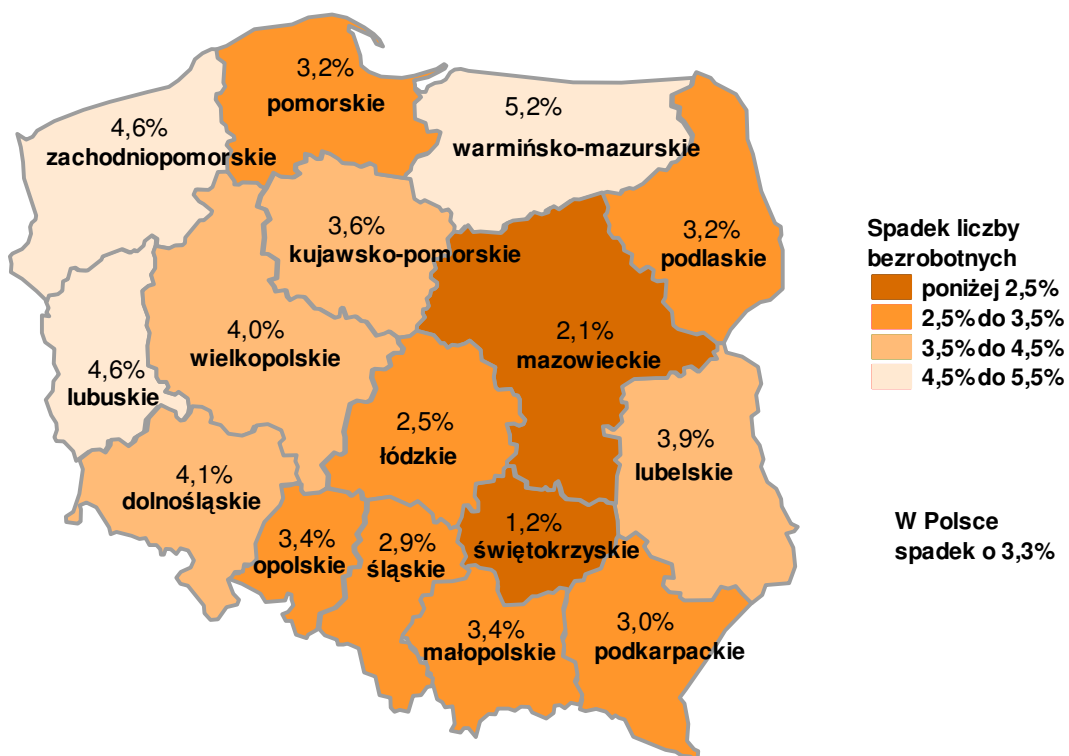 3,2%
pomorskie
5,2%
warmińsko-mazurskie
4,6%
zachodniopomorskie
3,6%
kujawsko-pomorskie
3,2%
podlaskie
4,0%
wielkopolskie
2,1%
mazowieckie
4,6%
lubuskie
2,5%
łódzkie
3,9%
lubelskie
4,1%
dolnośląskie
3,4%
opolskie
2,9%
śląskie
1,2%
świętokrzyskie
3,4%
małopolskie
3,0%
podkarpackie
Spadek liczby
bezrobotnych
poniżej 2,5%
2,5% do 3,5%
3,5% do 4,5%
4,5% do 5,5%
W Polsce
spadek o 3,3%